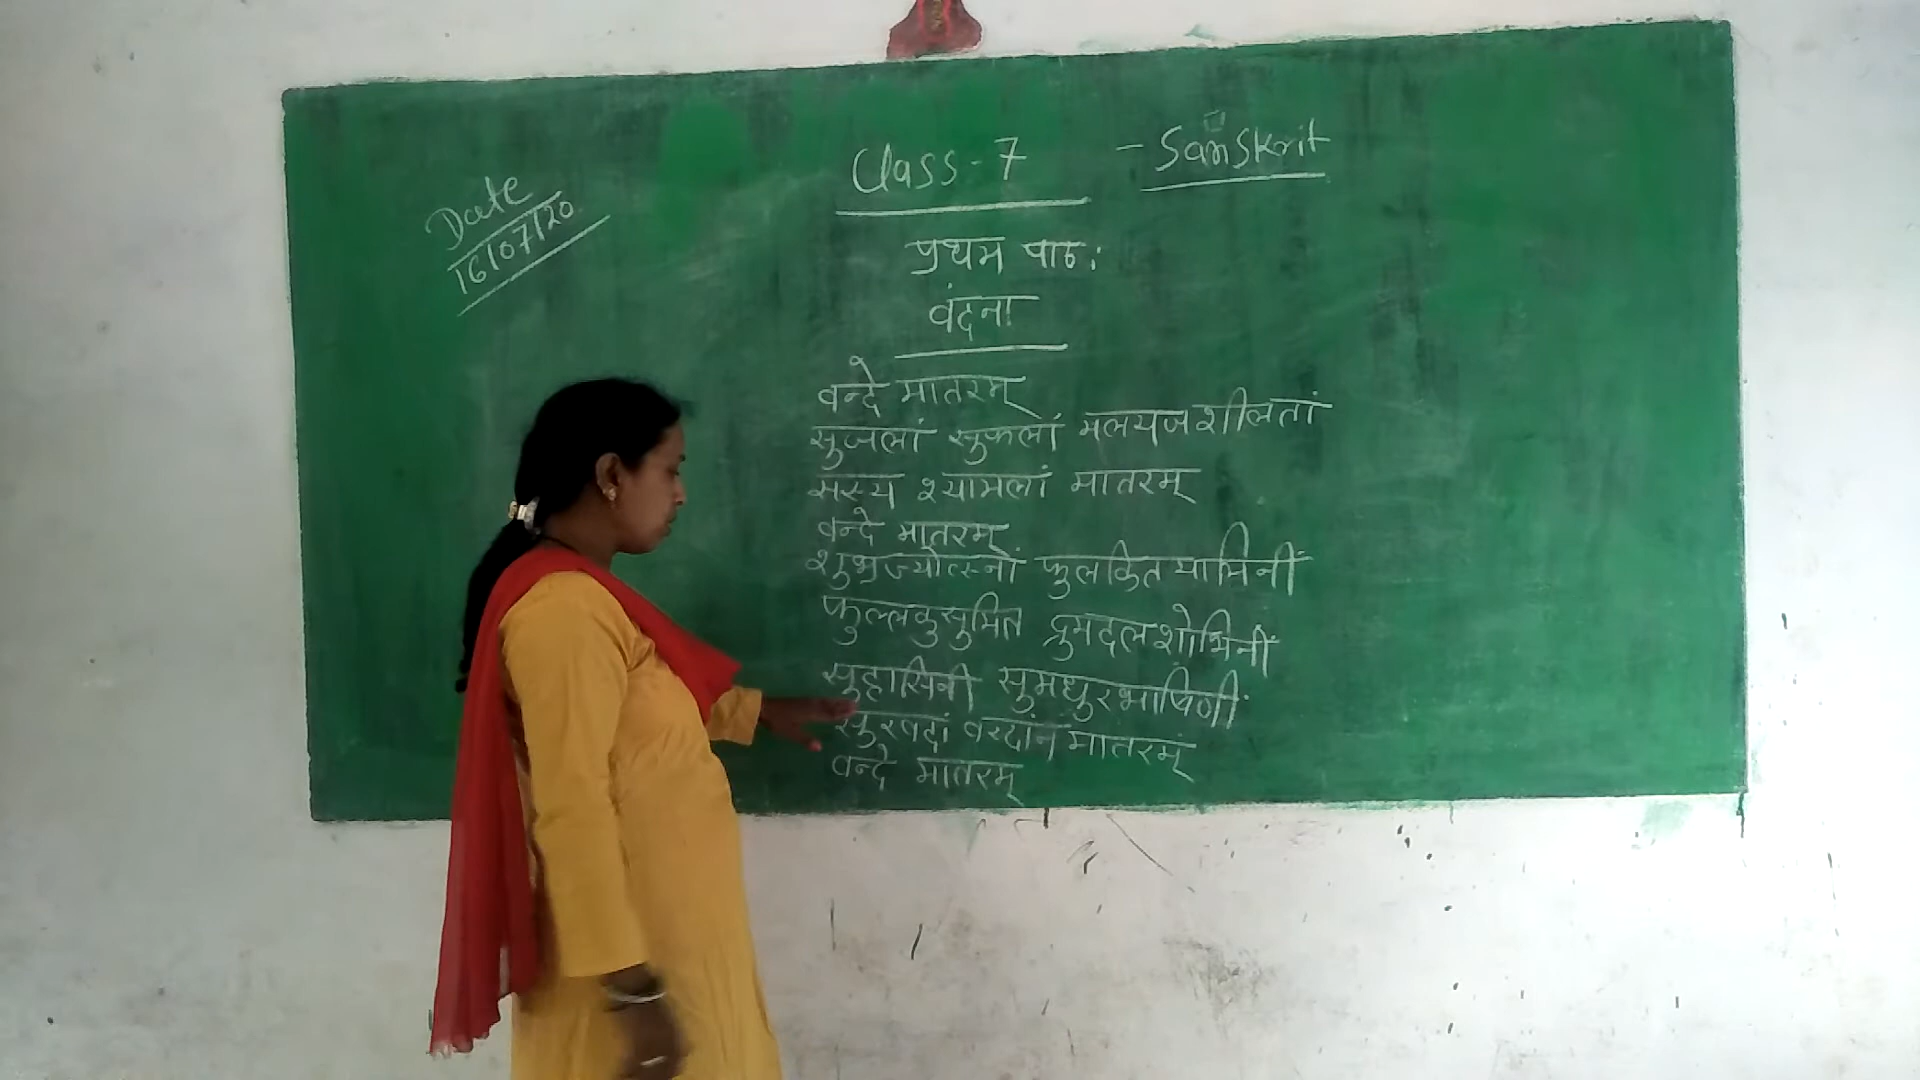 Date
16/07/20
Class-7 - Sanskrit
प्रथम पाठ:
वंदना
वन्दे मातरम्
सुजलां सुफलां मलयजशीलतां
सस्य श्यामलां मातरम्
वन्दे मातरम्
शुभ्रज्योत्स्नां फुलकित यामिनीं
फुल्लकुसुमित द्रुमदलशोभिनीं
सुहासिनी सुमधुरभाषिणीं
सुखदां वरदां मातरम्
वन्दे मातरम्